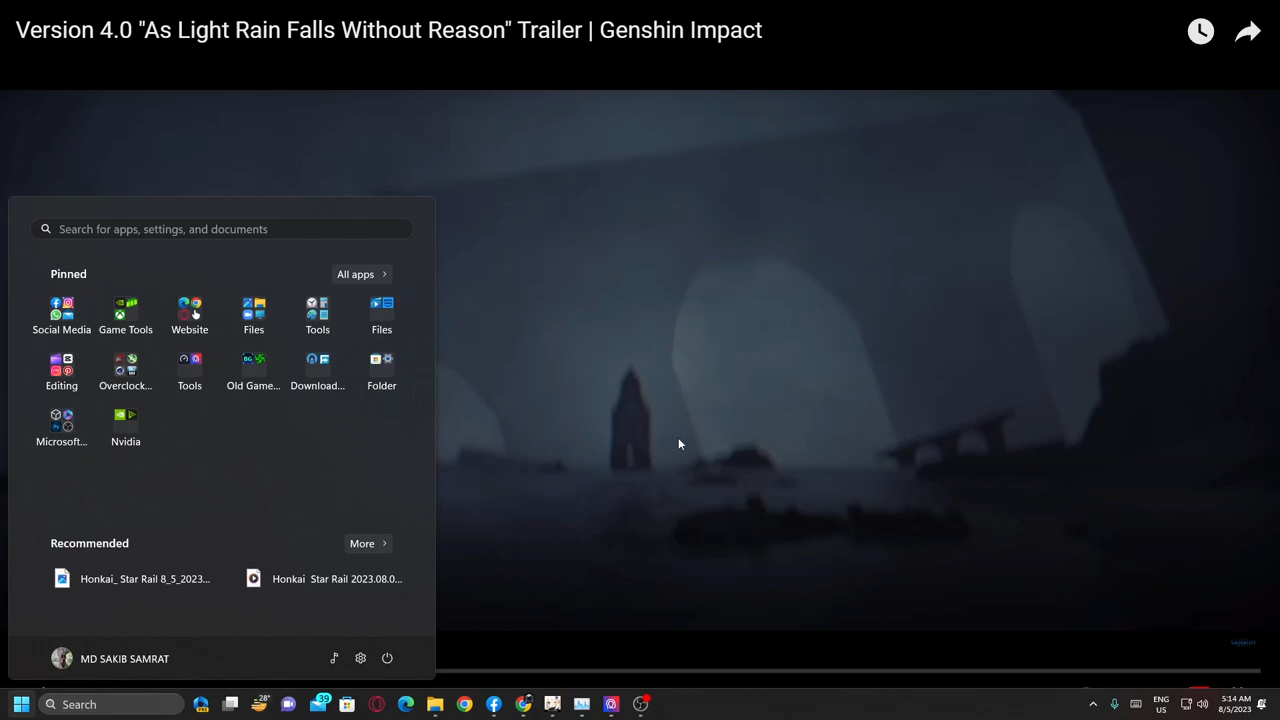 Version 4.0 "As Light Rain Falls Without Reason" Trailer | Genshin Impact
Search for apps, settings, and documents
Pinned
All apps
Social Media
Game Tools
Website
Files
Tools
Files
Editing
Overclock...
Tools
Old Game...
Download...
Folder
Microsoft...
Nvidia
Recommended
More
Honkai_ Star Rail 8_5_2023...
Honkai Star Rail 2023.08.0...
MD SAKIB SAMRAT
Search
28°
39
ENG
US
5:14 AM
8/5/2023